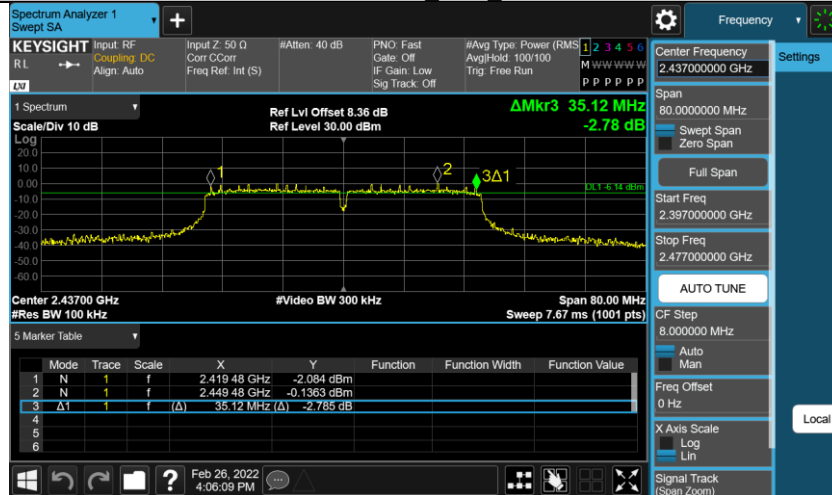 Spectrum Analyzer 1
Swept SA
+
Frequency
KEYSIGHT
RL
LXI
Input: RF
Coupling: DC
Align: Auto
Input Z: 50 Ω
Corr CCorr
Freq Ref: Int (S)
#Atten: 40 dB
PNO: Fast
Gate: Off
IF Gain: Low
Sig Track: Off
#Avg Type: Power (RMS
Avg|Hold: 100/100
Trig: Free Run
1 2 3 4 5 6
M W W W W W
P P P P P P
1 Spectrum
Scale/Div 10 dB
Ref Lvl Offset 8.36 dB
Ref Level 30.00 dBm
ΔMkr3 35.12 MHz
-2.78 dB
Log
20.0
10.0
0.00
-10.0
-20.0
-30.0
-40.0
-50.0
-60.0
1
2
3Δ1
DL1 -6.14 dBm
Center 2.43700 GHz
#Video BW 300 kHz
Span 80.00 MHz
#Res BW 100 kHz
Sweep 7.67 ms (1001 pts)
5 Marker Table
Mode Trace Scale X Y Function Function Width Function Value
1 N 1 f 2.419 48 GHz -2.084 dBm
2 N 1 f 2.449 48 GHz -0.1363 dBm
3 Δ1 1 f (Δ) 35.12 MHz (Δ) -2.785 dB
4
5
6
?
Feb 26, 2022
4:06:09 PM
Center Frequency
2.437000000 GHz
Settings
Span
80.0000000 MHz
Swept Span
Zero Span
Full Span
Start Freq
2.397000000 GHz
Stop Freq
2.477000000 GHz
AUTO TUNE
CF Step
8.000000 MHz
Auto
Man
Freq Offset
0 Hz
Local
X Axis Scale
Log
Lin
Signal Track
(Span Zoom)